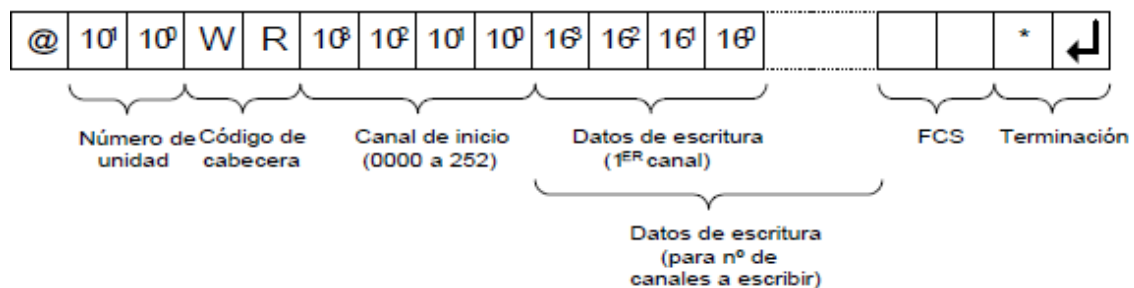 @ 10¹ 10⁰ W R 10³ 10² 10¹ 10⁰ 16³ 16² 16¹ 16⁰ * ↵
Número de unidad
Código de cabecera
Canal de inicio
(0000 a 252)
Datos de escritura
(1ᴱᴿ canal)
FCS
Terminación
Datos de escritura
(para nº de
canales a escribir)